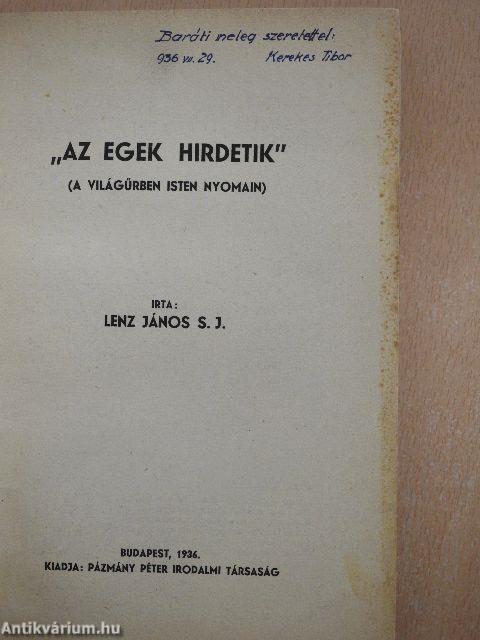 Baráti meleg szeretettel:
936 VII. 29. Kerekes Tibor
„AZ EGEK HIRDETIK"
(A VILÁGŰRBEN ISTEN NYOMAIN)
IRTA:
LENZ JÁNOS S. J.
BUDAPEST, 1936.
KIADJA: PÁZMÁNY PÉTER IRODALMI TÁRSASÁG
Antikvárium.hu